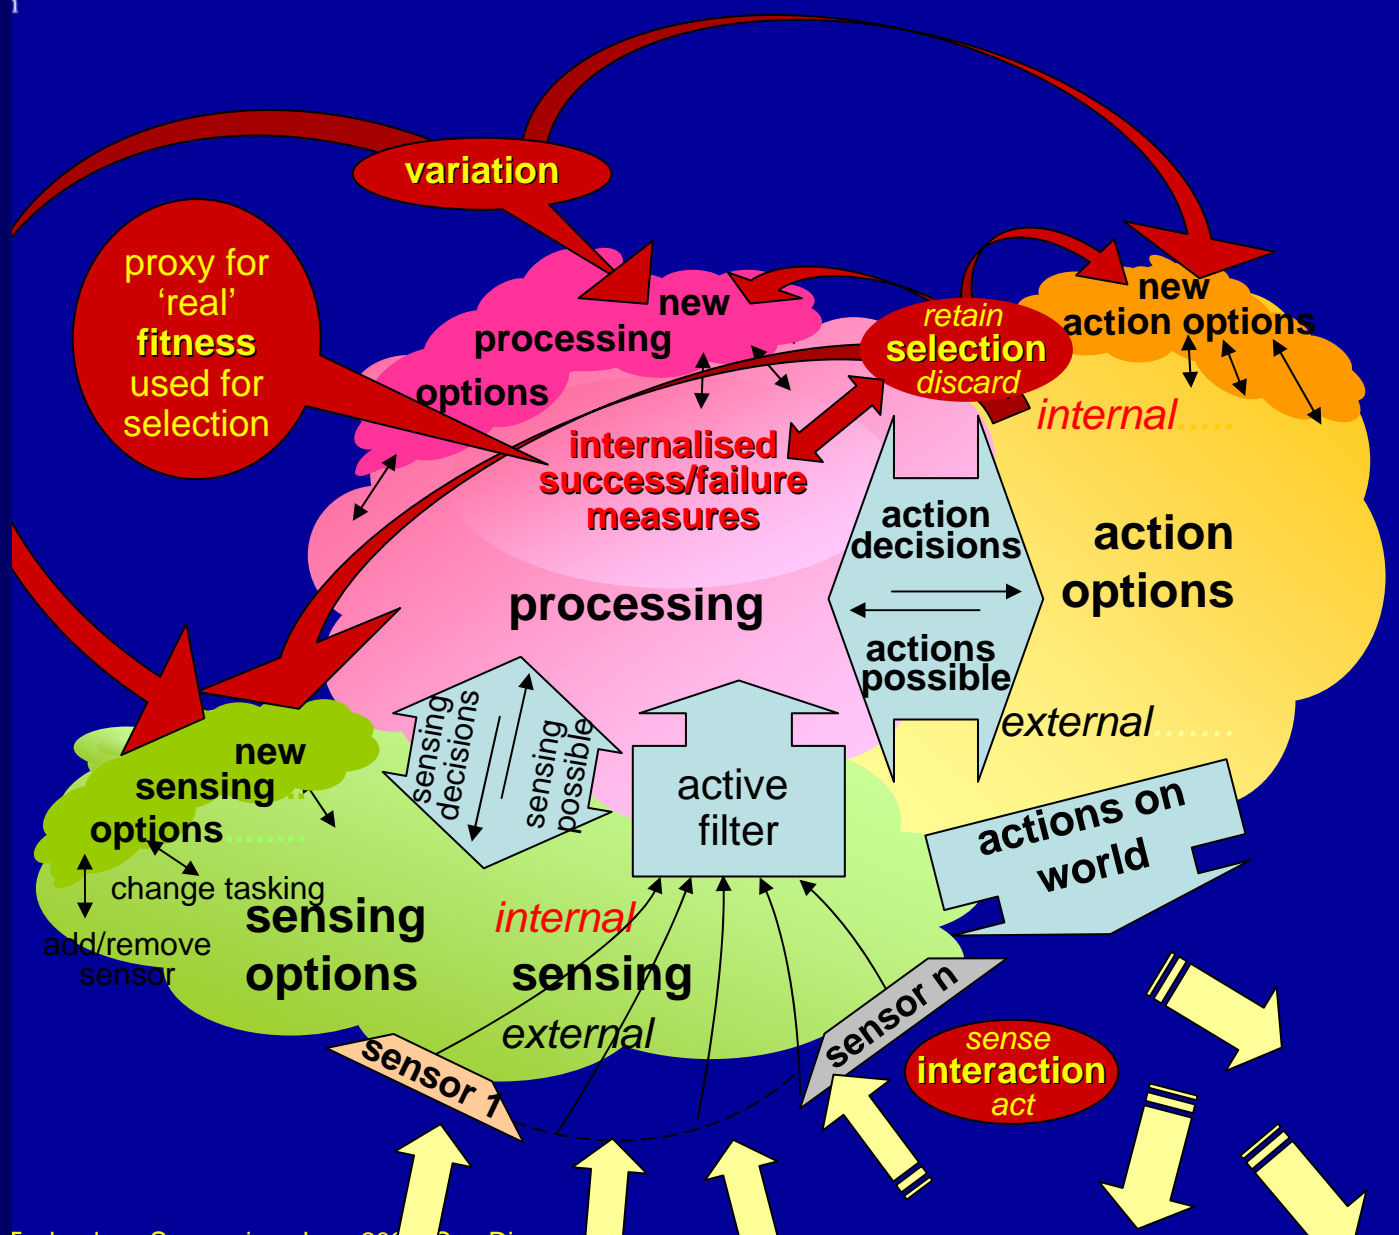 variation
proxy for
‘real’
fitness
used for
selection
new
processing
options
retain
selection
discard
new
action options
internal.....
internalised
success/failure
measures
action
decisions
action
options
processing
actions
possible
external.......
sensing
decisions
sensing
possible
new
sensing...
options........
active
filter
actions on
world
change tasking
add/remove
sensor
sensing
options
internal
sensing
external
sensor 1
sensor n
sense
interaction
act